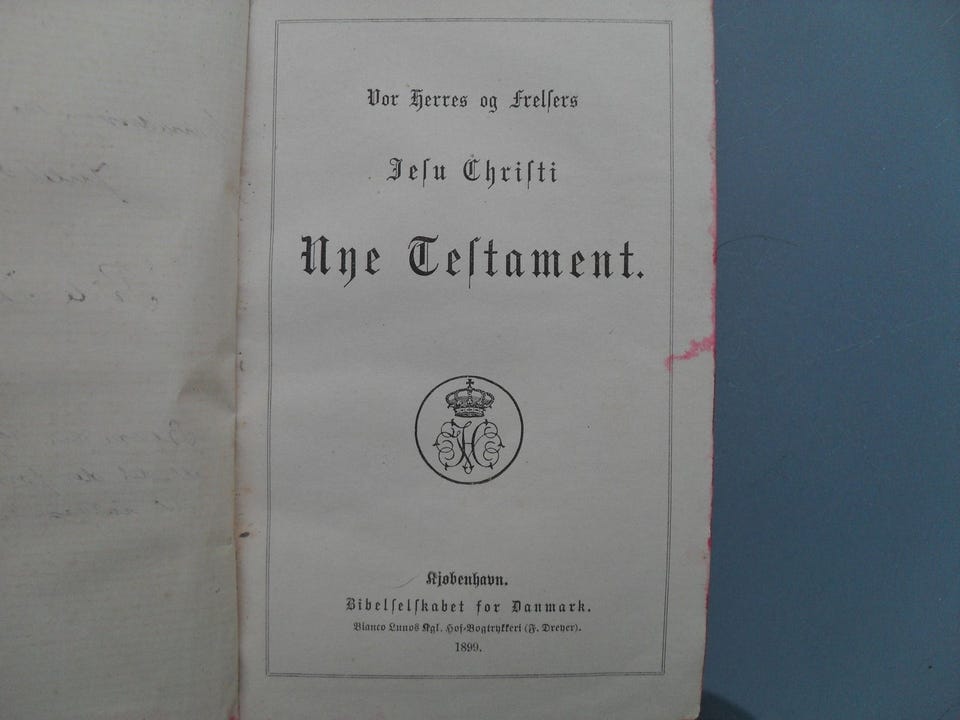 Vor Herres og Frelsers
Jesu Christi
Nye Testament.
Kjøbenhavn.
Bibelselskabet for Danmark.
Bianco Lunos Kgl. Hof-Bogtrykkeri (F. Dreyer).
1899.